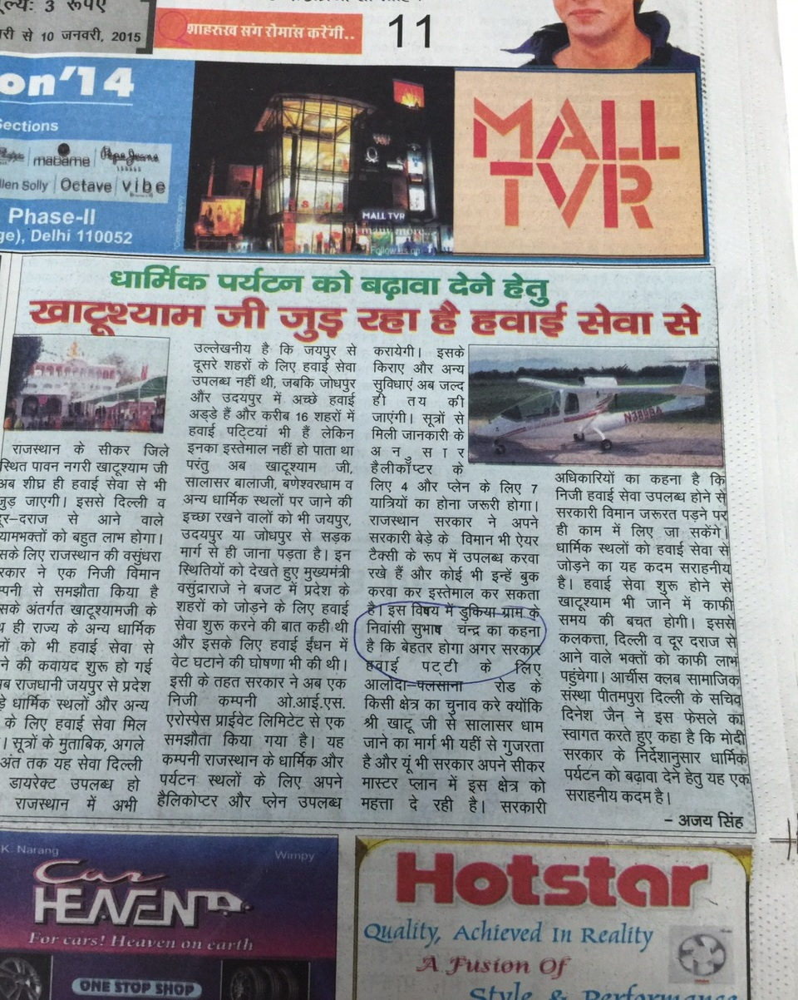 मूल्यः 3 रूपए
री से 10 जनवरी, 2015
शाहरुख संग रोमांस करेंगी..
11
on'14
Sections
madame
Pepe Jeans
llen Solly
Octave
vibe
Phase-II
ge), Delhi 110052
MALL TVR
many more...
Follow us on
MALL
TVR
धार्मिक पर्यटन को बढ़ावा देने हेतु
खाटूश्याम जी जुड़ रहा है हवाई सेवा से
राजस्थान के सीकर जिले
स्थित पावन नगरी खाटूश्याम जी
अब शीघ्र ही हवाई सेवा से भी
जुड़ जाएगी। इससे दिल्ली व
दूर–दराज से आने वाले
यामभक्तों को बहुत लाभ होगा।
सके लिए राजस्थान की वसुंधरा
रकार ने एक निजी विमान
म्पनी से समझौता किया है
सके अंतर्गत खाटूश्यामजी के
थ ही राज्य के अन्य धार्मिक
लों को भी हवाई सेवा से
ने की कवायद शुरू हो गई
ब राजधानी जयपुर से प्रदेश
ड़े धार्मिक स्थलों और अन्य
के लिए हवाई सेवा मिल
। सूत्रों के मुताबिक, अगले
अंत तक यह सेवा दिल्ली
डायरेक्ट उपलब्ध हो
राजस्थान में अभी
उल्लेखनीय है कि जयपुर से
दूसरे शहरों के लिए हवाई सेवा
उपलब्ध नहीं थी, जबकि जोधपुर
और उदयपुर में अच्छे हवाई
अड्डे हैं और करीब 16 शहरों में
हवाई पट्टियां भी हैं लेकिन
इनका इस्तेमाल नहीं हो पाता था
परंतु अब खाटूश्याम जी,
सालासर बालाजी, बणेश्वरधाम व
अन्य धार्मिक स्थलों पर जाने की
इच्छा रखने वालों को भी जयपुर,
उदयपुर या जोधपुर से सड़क
मार्ग से ही जाना पड़ता है। इन
स्थितियों को देखते हुए मुख्यमंत्री
वसुंद्राराजे ने बजट में प्रदेश के
शहरों को जोड़ने के लिए हवाई
सेवा शुरू करने की बात कही थी
और इसके लिए हवाई ईंधन में
वेट घटाने की घोषणा भी की थी।
इसी के तहत सरकार ने अब एक
निजी कम्पनी ओ.आई.एस.
एरोस्पेस प्राईवेट लिमिटेट से एक
समझौता किया गया है। यह
कम्पनी राजस्थान के धार्मिक और
पर्यटन स्थलों के लिए अपने
हैलिकोप्टर और प्लेन उपलब्ध
करायेगी। इसके
किराए और अन्य
सुविधाएं अब जल्द
ही तय की
जाएंगी। सूत्रों से
मिली जानकारी के
अनुसार
हैलीकॉप्टर के
लिए 4 और प्लेन के लिए 7
यात्रियों का होना जरूरी होगा।
राजस्थान सरकार ने अपने
सरकारी बेड़े के विमान भी ऐयर
टैक्सी के रूप में उपलब्ध करवा
रखे हैं और कोई भी इन्हें बुक
करवा कर इस्तेमाल कर सकता
है। इस विषय में डुकिया ग्राम के
निवांसी सुभाष चन्द्र का कहना
है कि बेहतर होगा अगर सरकार
हवाई पट्टी के लिए
आलोदा–पलसाना रोड के
किसी क्षेत्र का चुनाव करे क्योंकि
श्री खाटू जी से सालासर धाम
जाने का मार्ग भी यहीं से गुजरता
है और यूं भी सरकार अपने सीकर
मास्टर प्लान में इस क्षेत्र को
महत्ता दे रही है। सरकारी
अधिकारियों का कहना है कि
निजी हवाई सेवा उपलब्ध होने से
सरकारी विमान जरूरत पड़ने पर
ही काम में लिए जा सकेंगे।
धार्मिक स्थलों को हवाई सेवा से
जोड़ने का यह कदम सराहनीय
है। हवाई सेवा शुरू होने से
खाटूश्याम भी जाने में काफी
समय की बचत होगी। इससे
कलकत्ता, दिल्ली व दूर दराज से
आने वाले भक्तों को काफी लाभ
पहुंचेगा। आर्चीस क्लब सामाजिक
संस्था पीतमपुरा दिल्ली के सचिव
दिनेश जैन ने इस फेसले का
स्वागत करते हुए कहा है कि मोदी
सरकार के निर्देशानुसार धार्मिक
पर्यटन को बढ़ावा देने हेतु यह एक
सराहनीय कदम है।
– अजय सिंह
K. Narang
Wimpy
Car
HEAVEN
For cars! Heaven on earth
ONE STOP SHOP
Hotstar
Quality, Achieved In Reality
A Fusion Of
Style & Performance